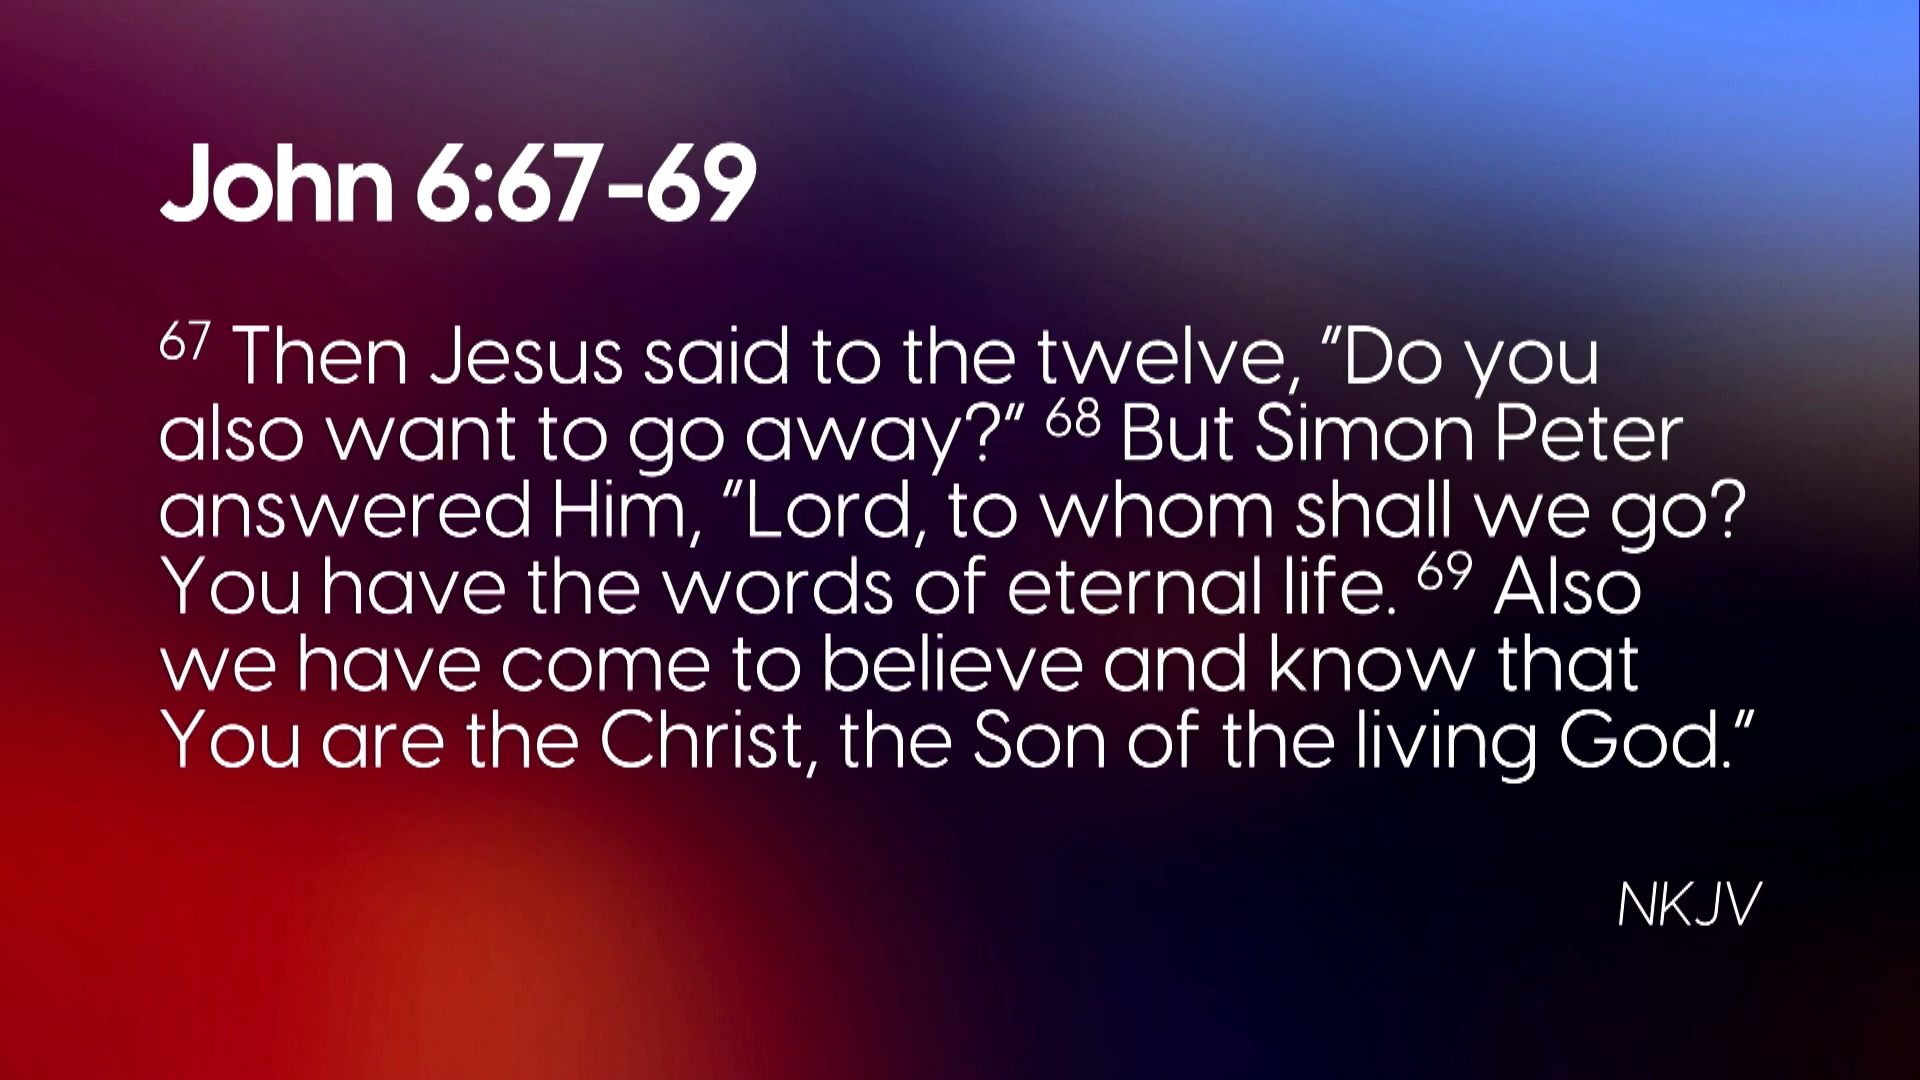 John 6:67-69
67 Then Jesus said to the twelve, "Do you
also want to go away?" 68 But Simon Peter
answered Him, "Lord, to whom shall we go?
You have the words of eternal life. 69 Also
we have come to believe and know that
You are the Christ, the Son of the living God."
NKJV